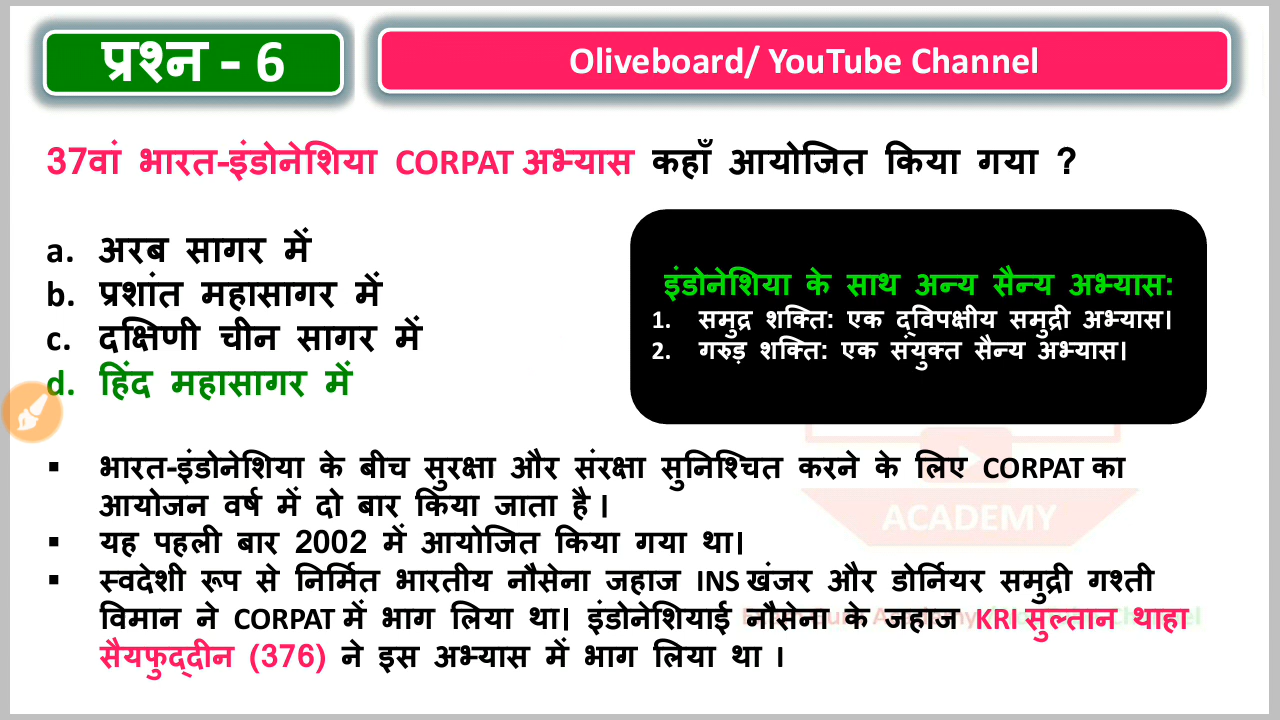 प्रश्न - 6
Oliveboard/ YouTube Channel
37वां भारत-इंडोनेशिया CORPAT अभ्यास कहाँ आयोजित किया गया ?
a. अरब सागर में
b. प्रशांत महासागर में
c. दक्षिणी चीन सागर में
d. हिंद महासागर में
इंडोनेशिया के साथ अन्य सैन्य अभ्यास:
1. समुद्र शक्ति: एक द्विपक्षीय समुद्री अभ्यास।
2. गरुड़ शक्ति: एक संयुक्त सैन्य अभ्यास।
▪ भारत-इंडोनेशिया के बीच सुरक्षा और संरक्षा सुनिश्चित करने के लिए CORPAT का
आयोजन वर्ष में दो बार किया जाता है ।
ACADEMY
▪ यह पहली बार 2002 में आयोजित किया गया था।
▪ स्वदेशी रूप से निर्मित भारतीय नौसेना जहाज INS खंजर और डोर्नियर समुद्री गश्ती
विमान ने CORPAT में भाग लिया था। इंडोनेशियाई नौसेना के जहाज KRI सुल्तान थाहा
सैयफुद्दीन (376) ने इस अभ्यास में भाग लिया था ।